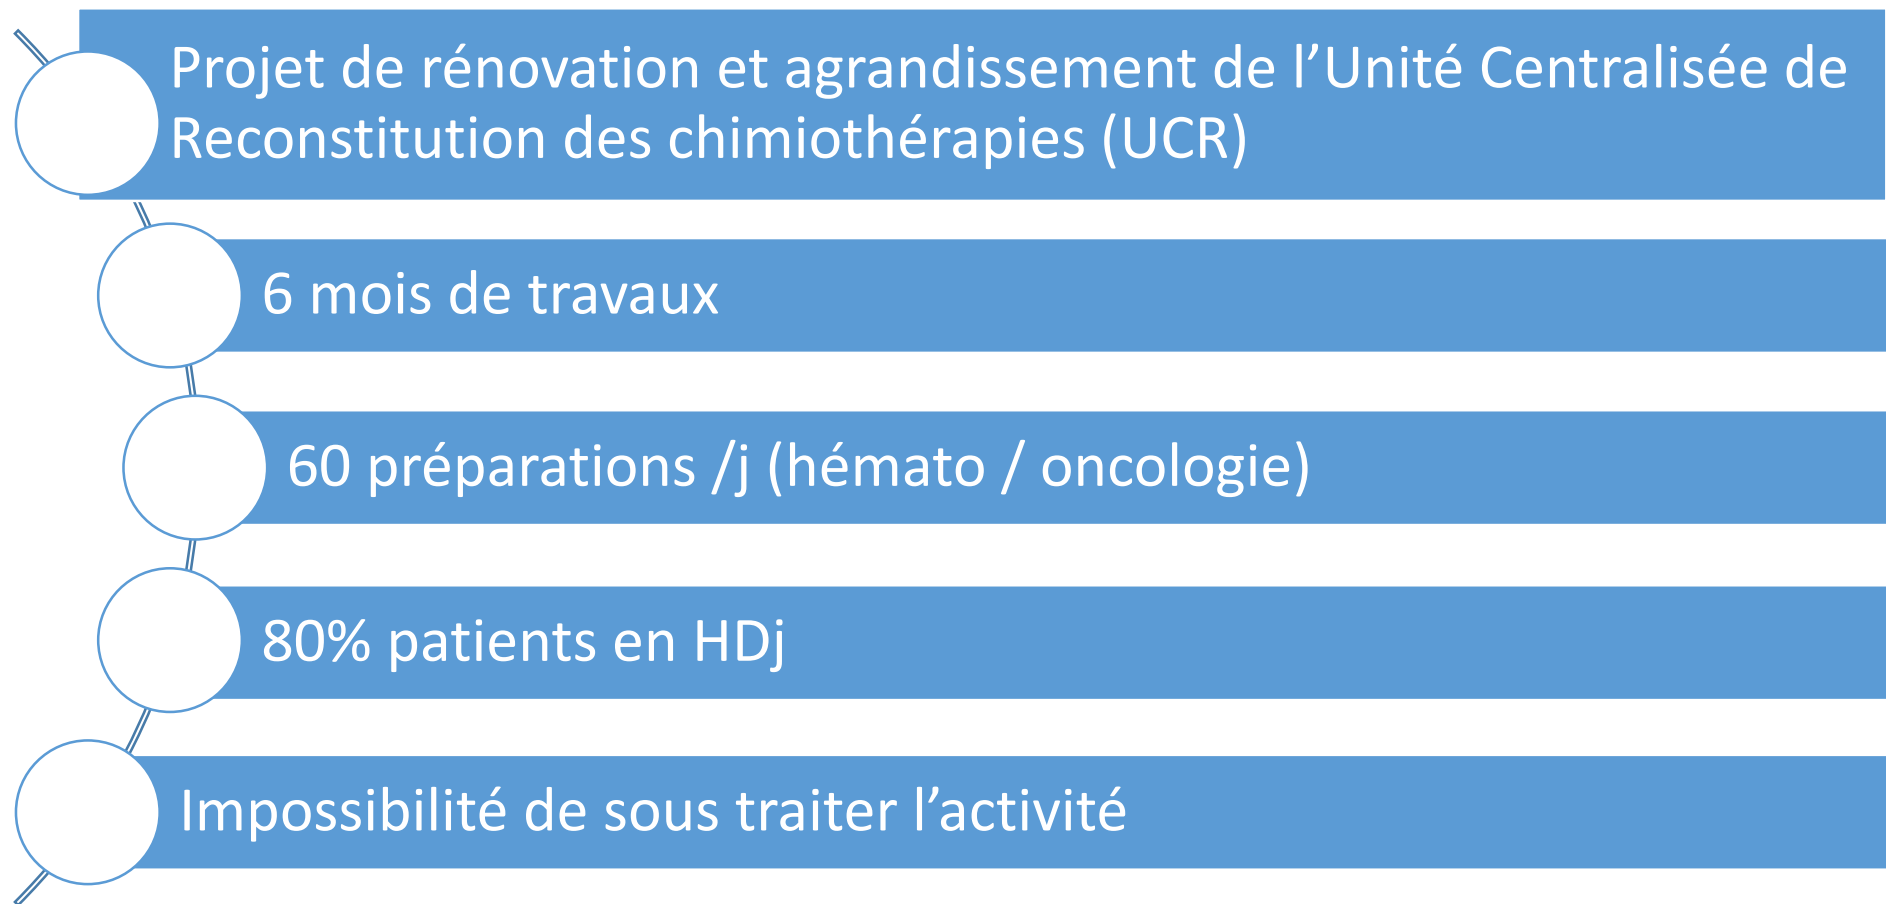 Projet de rénovation et agrandissement de l’Unité Centralisée de
Reconstitution des chimiothérapies (UCR)
6 mois de travaux
60 préparations /j (hémato / oncologie)
80% patients en HDj
Impossibilité de sous traiter l’activité